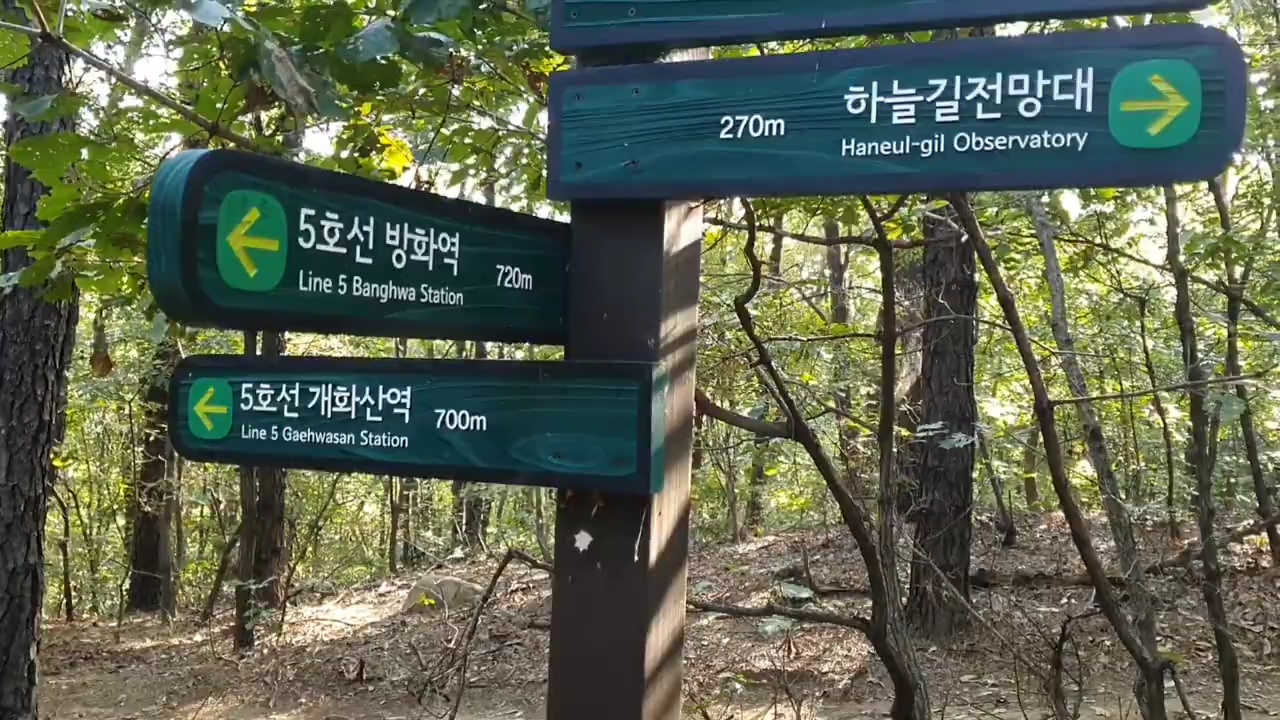 270m
하늘길전망대
Haneul-gil Observatory
5호선 방화역
Line 5 Banghwa Station
720m
5호선 개화산역
Line 5 Gaehwasan Station
700m